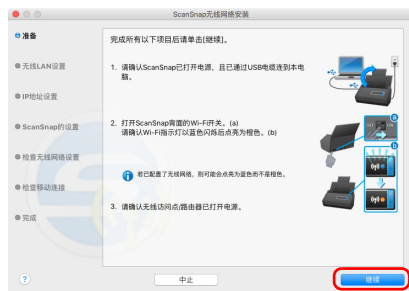 ScanSnap无线网络安装
准备
完成所有以下项目后请单击[继续]。
无线LAN设置
1. 请确认ScanSnap已打开电源，且已通过USB电缆连到本电
脑。
IP地址设置
ScanSnap的设置
2. 打开ScanSnap背面的Wi-Fi开关。(a)
请确认Wi-Fi指示灯以蓝色闪烁后点亮为橙色。(b)
a
b
检查无线网络设置
若已配置了无线网络，则可能会点亮为蓝色而不是橙色。
检查移动连接
3. 请确认无线访问点/路由器已打开电源。
完成
?
中止
继续